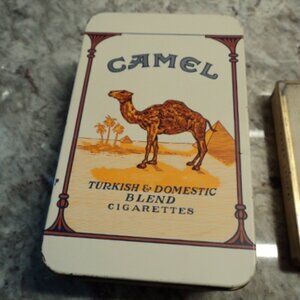 CAMEL
TURKISH & DOMESTIC
BLEND
CIGARETTES